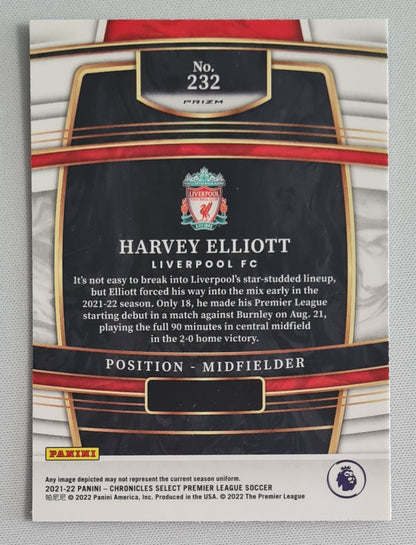 No.
232
PRIZM
LIVERPOOL
HARVEY ELLIOTT
LIVERPOOL FC
It's not easy to break into Liverpool's star-studded lineup,
but Elliott forced his way into the mix early in the
2021-22 season. Only 18, he made his Premier League
starting debut in a match against Burnley on Aug. 21,
playing the full 90 minutes in central midfield
in the 2-0 home victory.
POSITION - MIDFIELDER
PANINI
Any image depicted may not represent the current season uniform.
2021-22 PANINI – CHRONICLES SELECT PREMIER LEAGUE SOCCER
帕尼尼 © 2022 Panini America, Inc. Produced in the USA. © 2022 The Premier League